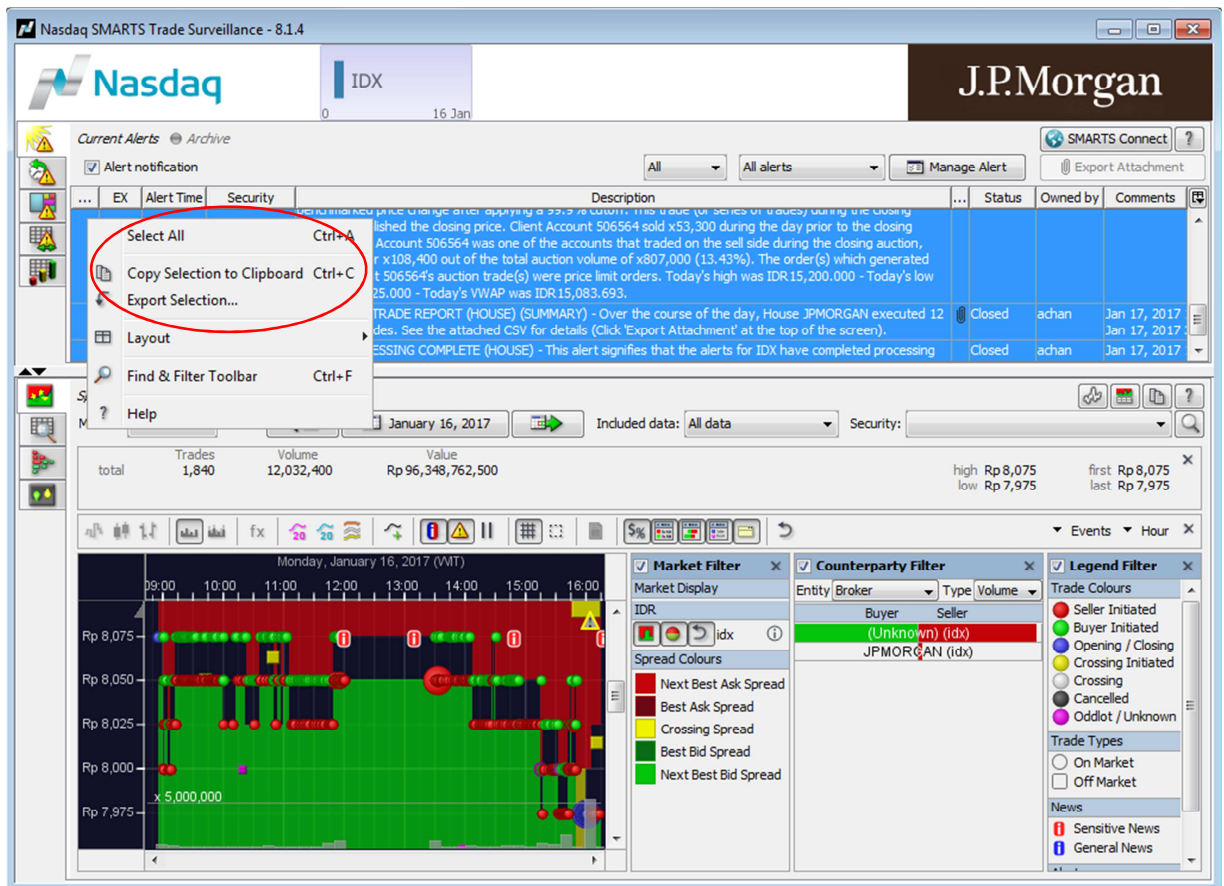 Nasdaq SMARTS Trade Surveillance - 8.1.4
Nasdaq
IDX
0 16 Jan
J.P.Morgan
Current Alerts Archive
SMARTS Connect ?
Alert notification
All
All alerts
Manage Alert
Export Attachment
... EX Alert Time Security Description ... Status Owned by Comments
benchmarked price change after applying a 99.9% cutoff. This trade (or series of trades) during the closing
lished the closing price. Client Account 506564 sold x53,300 during the day prior to the closing
Account 506564 was one of the accounts that traded on the sell side during the closing auction,
r x108,400 out of the total auction volume of x807,000 (13.43%). The order(s) which generated
t 506564's auction trade(s) were price limit orders. Today's high was IDR15,200.000 - Today's low
25.000 - Today's VWAP was IDR15,083.693.
TRADE REPORT (HOUSE) (SUMMARY) - Over the course of the day, House JPMORGAN executed 12 Closed achan Jan 17, 2017
des. See the attached CSV for details (Click 'Export Attachment' at the top of the screen). Jan 17, 2017
ESSING COMPLETE (HOUSE) - This alert signifies that the alerts for IDX have completed processing Closed achan Jan 17, 2017
Select All Ctrl+A
Copy Selection to Clipboard Ctrl+C
Export Selection...
Layout
Find & Filter Toolbar Ctrl+F
? Help
?
January 16, 2017
Included data: All data
Security:
Trades Volume Value
total 1,840 12,032,400 Rp 96,348,762,500
high Rp 8,075 first Rp 8,075
low Rp 7,975 last Rp 7,975
fx 20 20 $% Events Hour
Monday, January 16, 2017 (WIT)
09:00 10:00 11:00 12:00 13:00 14:00 15:00 16:00
Rp 8,075
Rp 8,050
Rp 8,025
Rp 8,000
x 5,000,000
Rp 7,975
Market Filter
Market Display
IDR
idx
Spread Colours
Next Best Ask Spread
Best Ask Spread
Crossing Spread
Best Bid Spread
Next Best Bid Spread
Counterparty Filter
Entity Broker Type Volume
Buyer Seller
(Unknown) (idx)
JPMORGAN (idx)
Legend Filter
Trade Colours
Seller Initiated
Buyer Initiated
Opening / Closing
Crossing Initiated
Crossing
Cancelled
Oddlot / Unknown
Trade Types
On Market
Off Market
News
Sensitive News
General News